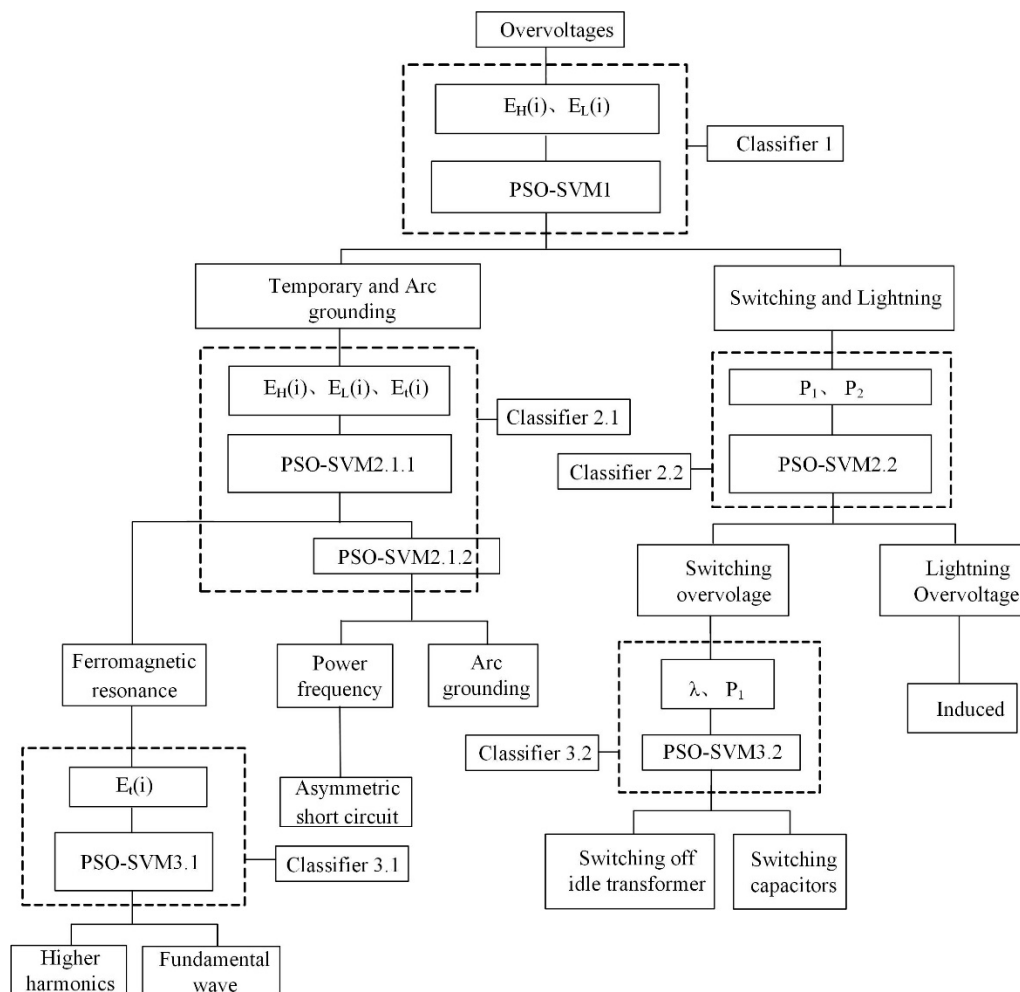 Overvoltages
E_H(i)、E_L(i)
Classifier 1
PSO-SVM1
Temporary and Arc
grounding
Switching and Lightning
E_H(i)、E_L(i)、E_t(i)
Classifier 2.1
PSO-SVM2.1.1
PSO-SVM2.1.2
P₁、 P₂
Classifier 2.2
PSO-SVM2.2
Switching
overvolage
Lightning
Overvoltage
Ferromagnetic
resonance
Power
frequency
Arc
grounding
λ、 P₁
Classifier 3.2
PSO-SVM3.2
Induced
E_t(i)
PSO-SVM3.1
Classifier 3.1
Asymmetric
short circuit
Switching off
idle transformer
Switching
capacitors
Higher
harmonics
Fundamental
wave